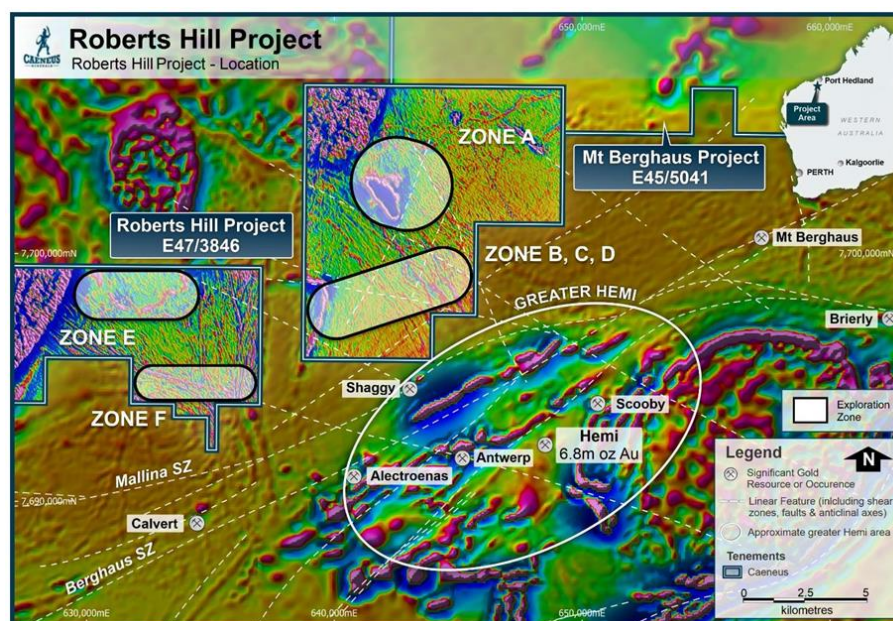 CAENEUS
MINERALS
Roberts Hill Project
Roberts Hill Project - Location
650,000mE
660,000mE
Port Hedland
Project
Area
WESTERN
AUSTRALIA
Kalgoorlie
PERTH
ZONE A
Mt Berghaus Project
E45/5041
Roberts Hill Project
E47/3846
7,700,000mN
ZONE B, C, D
Mt Berghaus
7,700,000mN
GREATER HEMI
ZONE E
Brierly
Shaggy
Scooby
ZONE F
Hemi
6.8m oz Au
Antwerp
Mallina SZ
Alectroenas
7,690,000mN
Calvert
Berghaus SZ
630,000mE
640,000mE
650,000mE
Exploration
Zone
Legend
N
Significant Gold
Resource or Occurence
Linear Feature (inlcluding shear
zones, faults & anticlinal axes)
Approximate greater Hemi area
Tenements
Caeneus
0 2.5 5
kilometres